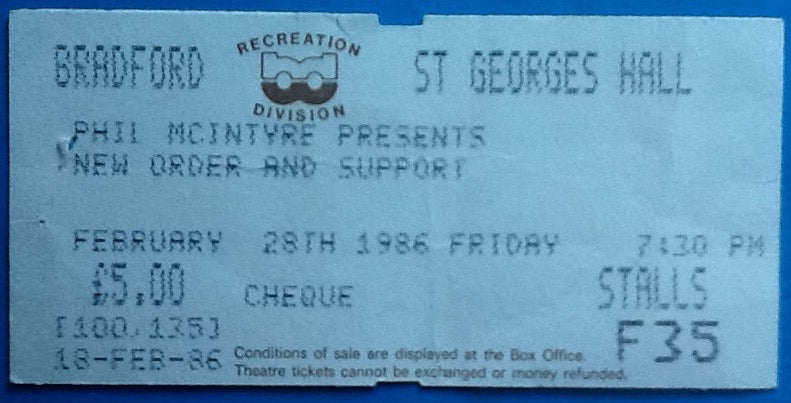 BRADFORD
RECREATION
DIVISION
ST GEORGES HALL
PHIL MCINTYRE PRESENTS
NEW ORDER AND SUPPORT
FEBRUARY 28TH 1986 FRIDAY 7:30 PM
£5.00 CHEQUE STALLS
[100,135] F35
18-FEB-86
Conditions of sale are displayed at the Box Office.
Theatre tickets cannot be exchanged or money refunded.